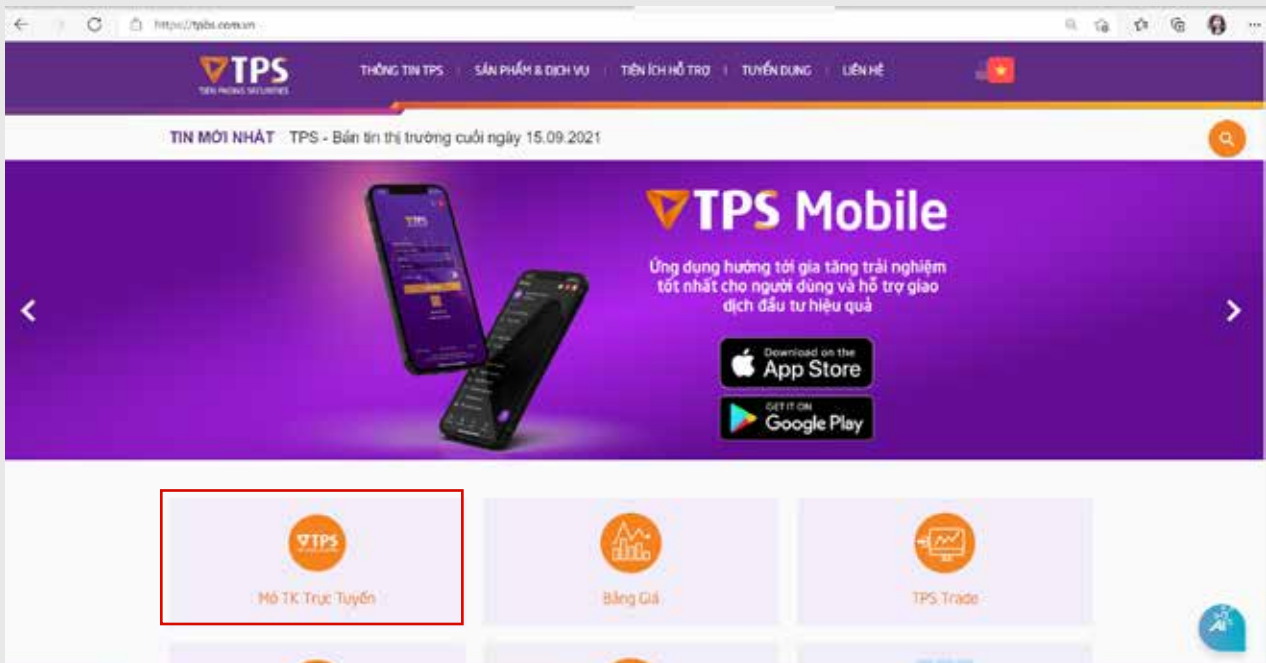 https://tpbs.com.vn
TPS
TIEN PHONG SECURITIES
THÔNG TIN TPS
SẢN PHẨM & DỊCH VỤ
TIỆN ÍCH HỖ TRỢ
TUYỂN DỤNG
LIÊN HỆ
TIN MỚI NHẤT TPS - Bản tin thị trường cuối ngày 15.09.2021
TPS Mobile
Ứng dụng hướng tới gia tăng trải nghiệm
tốt nhất cho người dùng và hỗ trợ giao
dịch đầu tư hiệu quả
Download on the
App Store
GET IT ON
Google Play
TPS
TPS
Mở TK Trực Tuyến
Bảng Giá
TPS Trade
AI